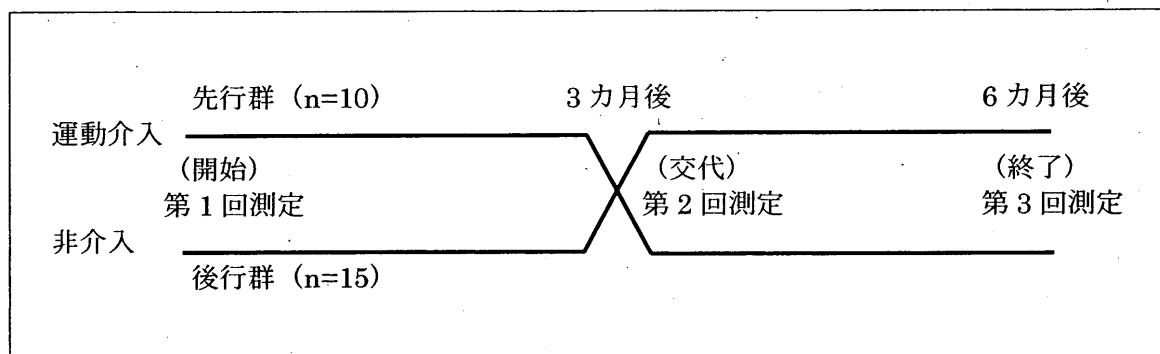 先行群 (n=10) 3カ月後 6カ月後
運動介入
(開始) (交代) (終了)
第1回測定 第2回測定 第3回測定
非介入
後行群 (n=15)